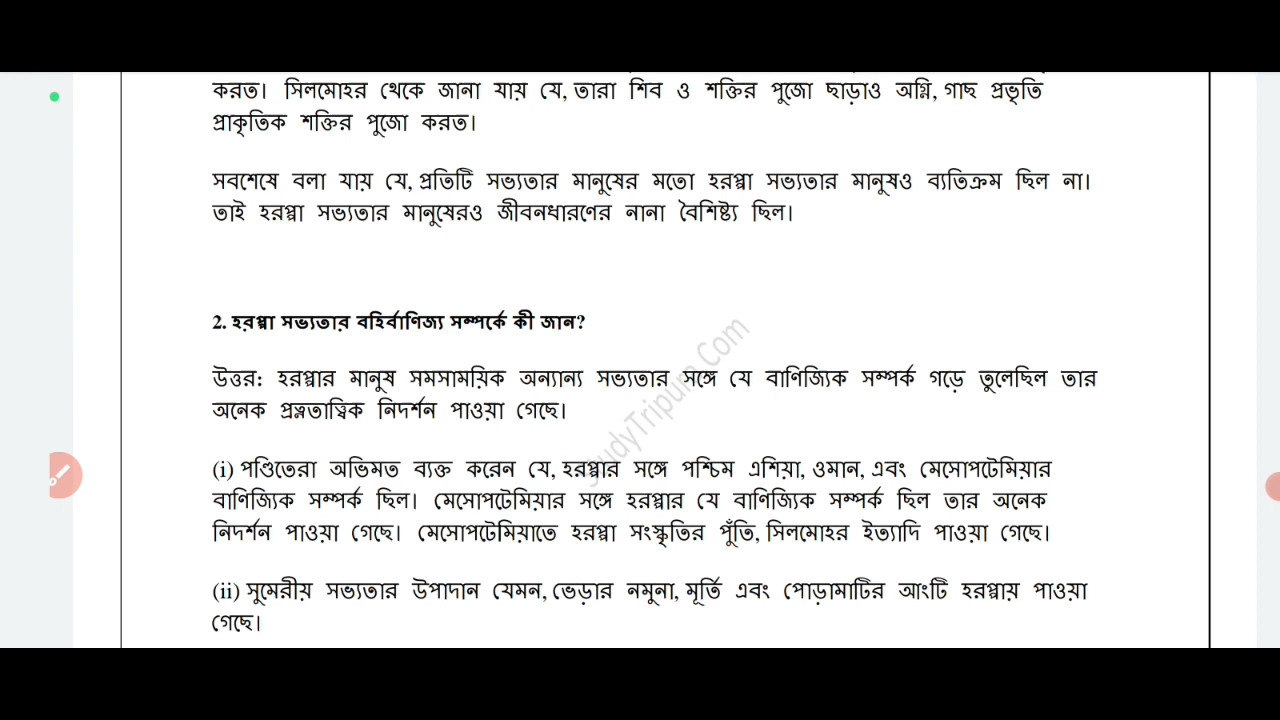 করত। সিলমোহর থেকে জানা যায় যে, তারা শিব ও শক্তির পুজো ছাড়াও অগ্নি, গাছ প্রভৃতি
প্রাকৃতিক শক্তির পুজো করত।
সবশেষে বলা যায় যে, প্রতিটি সভ্যতার মানুষের মতো হরপ্পা সভ্যতার মানুষও ব্যতিক্রম ছিল না।
তাই হরপ্পা সভ্যতার মানুষেরও জীবনধারণের নানা বৈশিষ্ট্য ছিল।
2. হরপ্পা সভ্যতার বহির্বাণিজ্য সম্পর্কে কী জান?
উত্তর: হরপ্পার মানুষ সমসাময়িক অন্যান্য সভ্যতার সঙ্গে যে বাণিজ্যিক সম্পর্ক গড়ে তুলেছিল তার
অনেক প্রত্নতাত্ত্বিক নিদর্শন পাওয়া গেছে।
(i) পণ্ডিতেরা অভিমত ব্যক্ত করেন যে, হরপ্পার সঙ্গে পশ্চিম এশিয়া, ওমান, এবং মেসোপটেমিয়ার
বাণিজ্যিক সম্পর্ক ছিল। মেসোপটেমিয়ার সঙ্গে হরপ্পার যে বাণিজ্যিক সম্পর্ক ছিল তার অনেক
নিদর্শন পাওয়া গেছে। মেসোপটেমিয়াতে হরপ্পা সংস্কৃতির পুঁতি, সিলমোহর ইত্যাদি পাওয়া গেছে।
(ii) সুমেরীয় সভ্যতার উপাদান যেমন, ভেড়ার নমুনা, মূর্তি এবং পোড়ামাটির আংটি হরপ্পায় পাওয়া
গেছে।
StudyTripura.Com